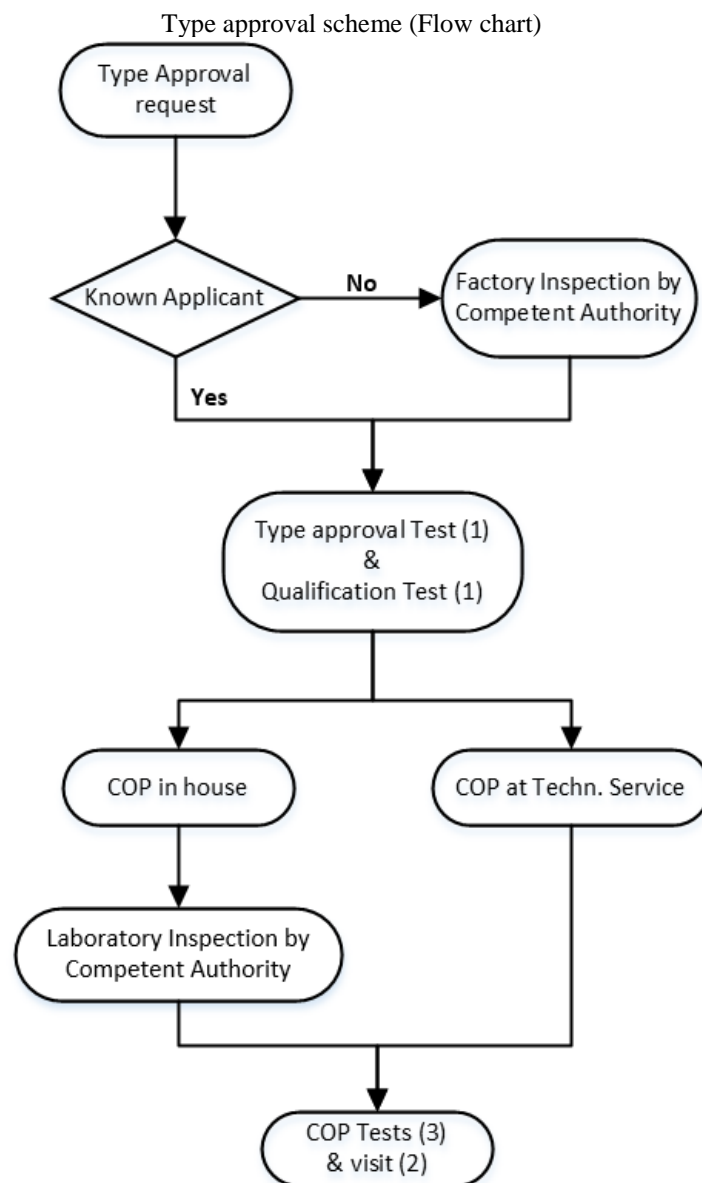 Type approval scheme (Flow chart)
Type Approval
request
Known Applicant
No
Factory Inspection by
Competent Authority
Yes
Type approval Test (1)
&
Qualification Test (1)
COP in house
COP at Techn. Service
Laboratory Inspection by
Competent Authority
COP Tests (3)
& visit (2)